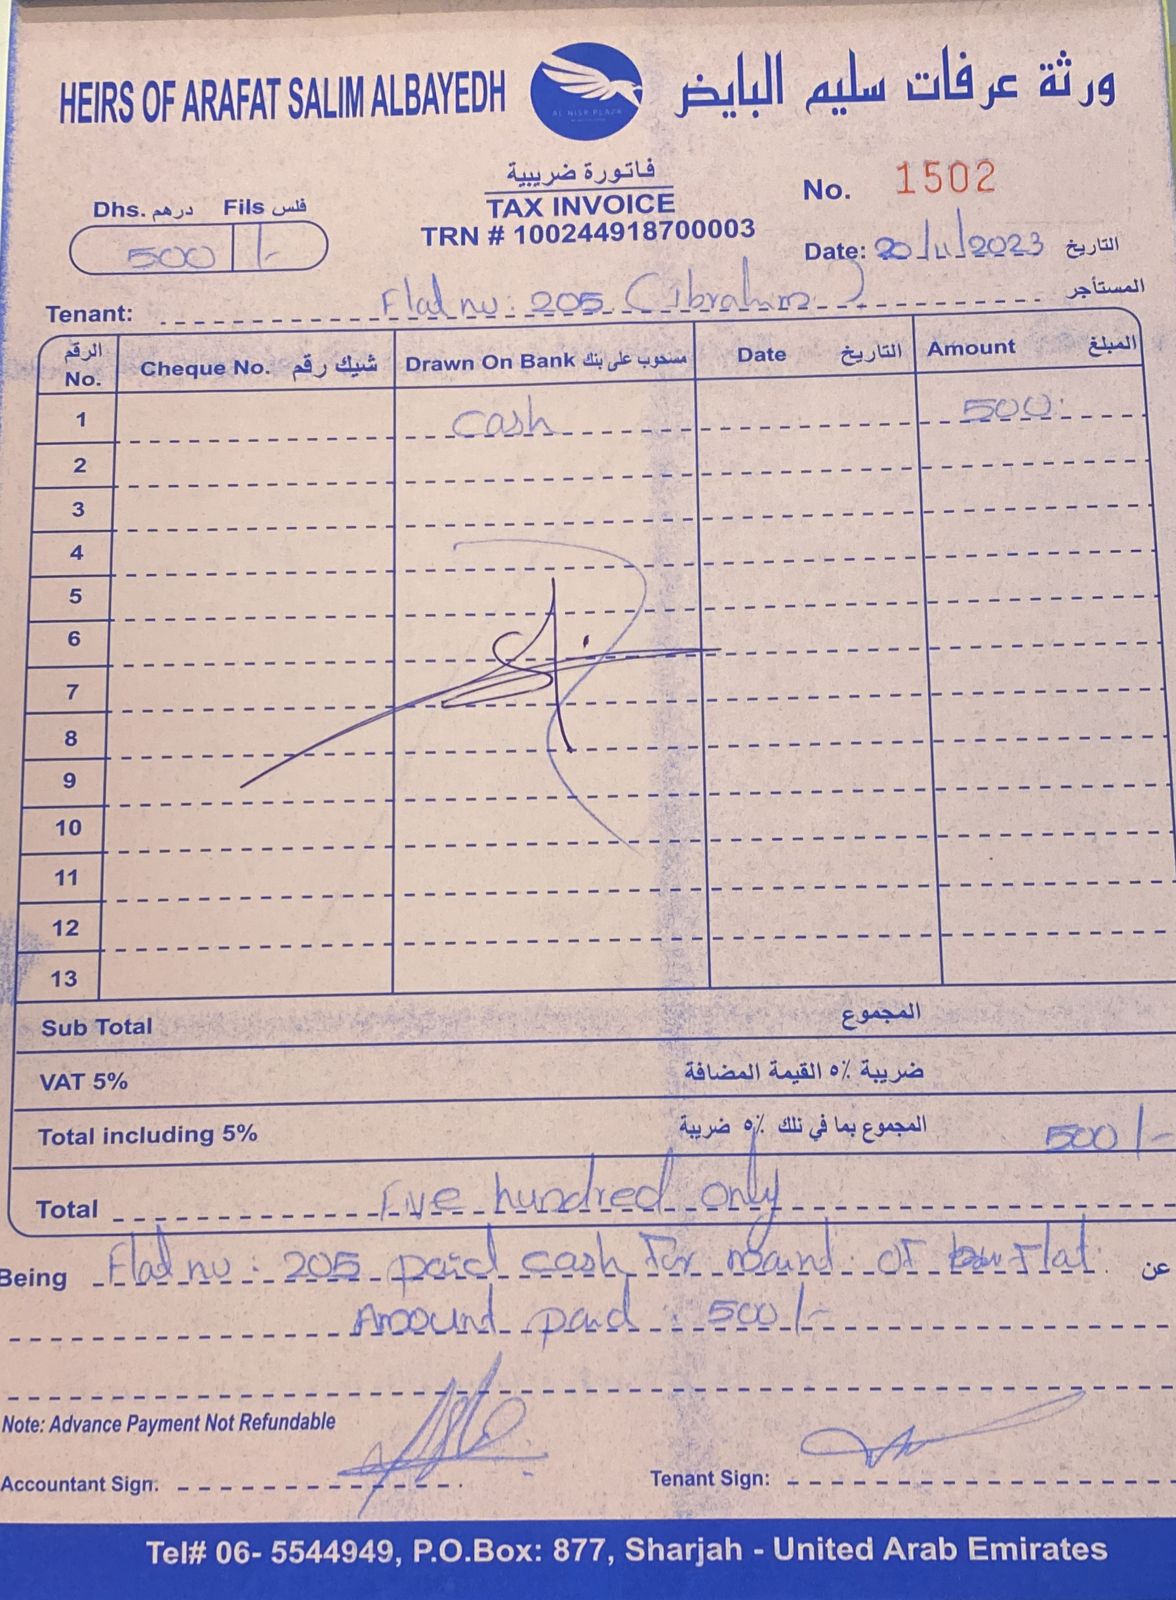 HEIRS OF ARAFAT SALIM ALBAYEDH
AL NISR PLAZA
ورثة عرفات سليم البايض
فاتورة ضريبية
TAX INVOICE
TRN # 100244918700003
No. 1502
Dhs. درهم Fils فلس
500 /-
Date: 20/11/2023 التاريخ
Tenant: Flat no: 205 (ibrahim) المستأجر
الرقم No. Cheque No. شيك رقم Drawn On Bank مسحوب على بنك Date التاريخ Amount المبلغ
1 cash 500
2
3
4
5
6
7
8
9
10
11
12
13
Sub Total المجموع
VAT 5% ضريبة ٥٪ القيمة المضافة
Total including 5% المجموع بما في ذلك ٥٪ ضريبة 500/-
Total Five hundred only
Being Flat no: 205 paid cash for of Flat عن
Amount paid: 500/-
Note: Advance Payment Not Refundable
Accountant Sign:
Tenant Sign:
Tel# 06- 5544949, P.O.Box: 877, Sharjah - United Arab Emirates